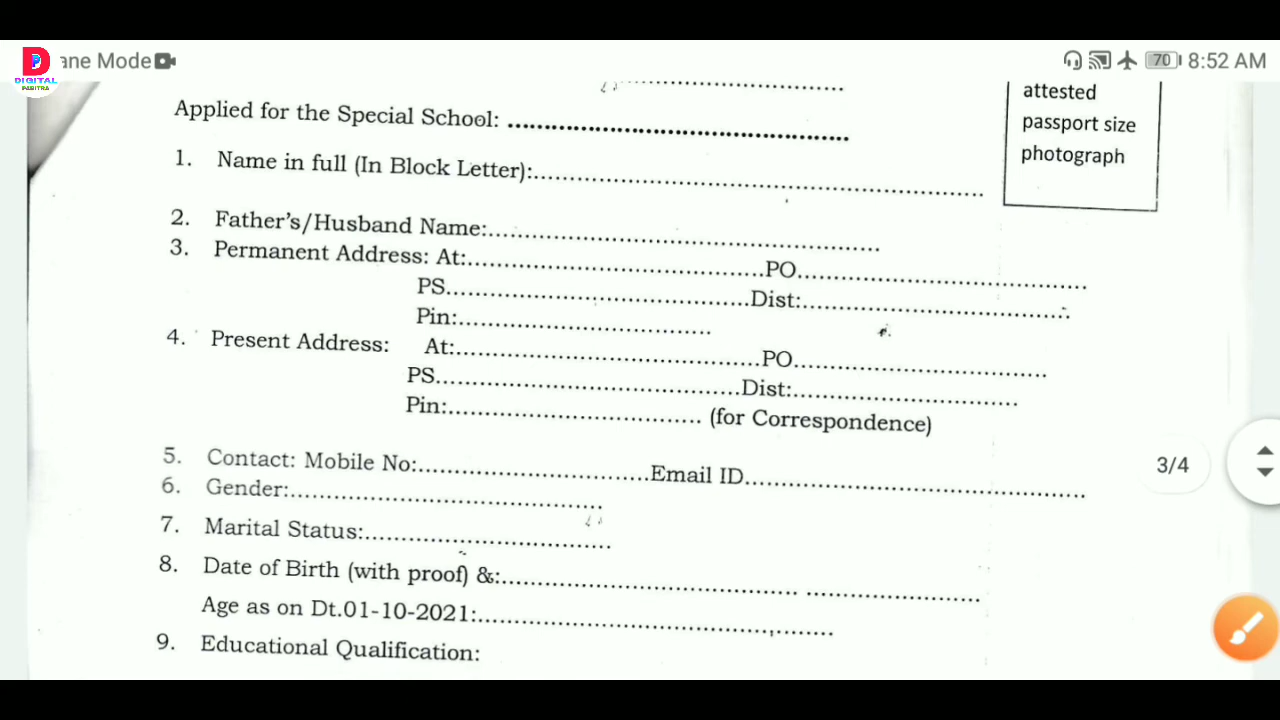 ane Mode
70 8:52 AM
DIGITAL
PABITRA
attested
passport size
photograph
Applied for the Special School: ..................................................
1. Name in full (In Block Letter):..................................................
2. Father's/Husband Name:..................................................
3. Permanent Address: At:........................................PO........................................
PS........................................Dist:........................................
Pin:..................................
4. Present Address: At:........................................PO..................................
PS........................................Dist:..............................
Pin:.................................. (for Correspondence)
5. Contact: Mobile No:..............................Email ID..............................................
6. Gender:..........................................
7. Marital Status:..................................
8. Date of Birth (with proof) &:........................................ ........................
Age as on Dt.01-10-2021:..................................................
9. Educational Qualification:
3/4